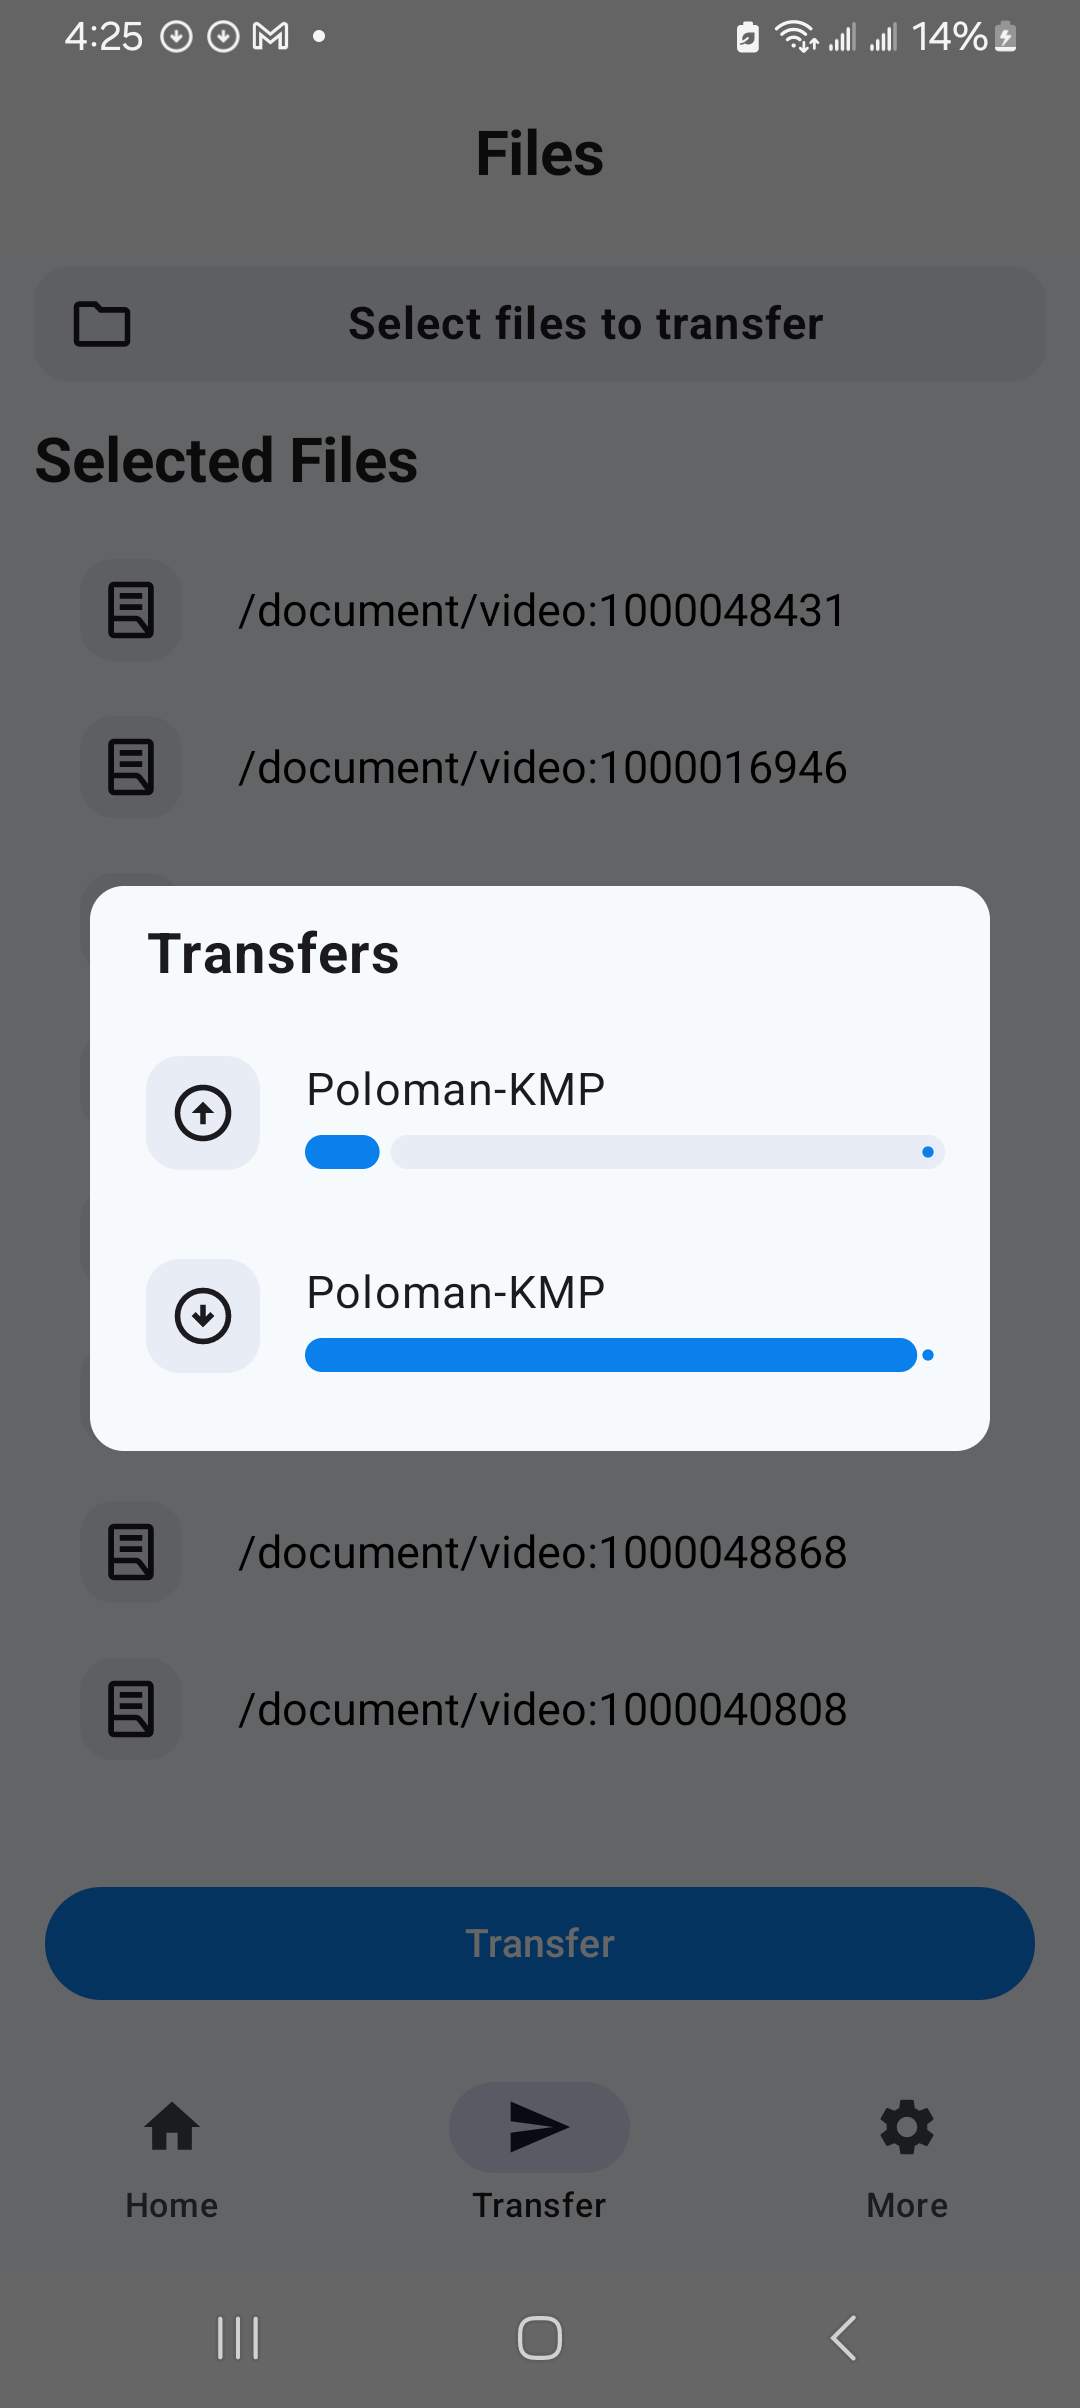 4:25 14%
Files
Select files to transfer
Selected Files
/document/video:1000048431
/document/video:1000016946
Transfers
Poloman-KMP
Poloman-KMP
/document/video:1000048868
/document/video:1000040808
Transfer
Home Transfer More